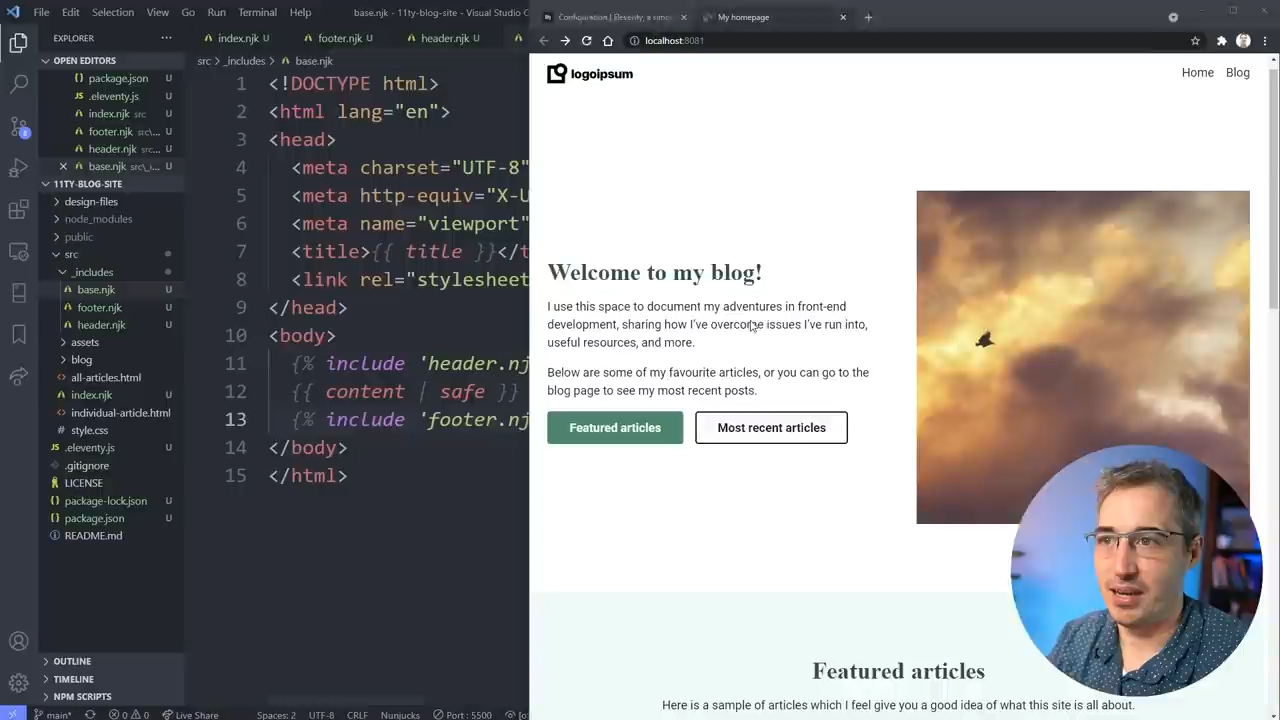 File Edit Selection View Go Run Terminal Help base.njk - 11ty-blog-site - Visual Studio C
EXPLORER
OPEN EDITORS
package.json U
.eleventy.js U
index.njk src U
footer.njk src\_... U
header.njk src... U
base.njk src\_i... U
11TY-BLOG-SITE
design-files
node_modules
public
src
_includes
base.njk U
footer.njk U
header.njk U
assets
blog
all-articles.html
index.njk U
individual-article.html
style.css
.eleventy.js U
.gitignore
LICENSE
package-lock.json U
package.json U
README.md
OUTLINE
TIMELINE
NPM SCRIPTS
index.njk U footer.njk U header.njk U
src > _includes > base.njk
1 <!DOCTYPE html>
2 <html lang="en">
3 <head>
4 <meta charset="UTF-8"
5 <meta http-equiv="X-U
6 <meta name="viewport"
7 <title>{{ title }}</t
8 <link rel="stylesheet
9 </head>
10 <body>
11 {% include 'header.nj
12 {{ content | safe }}
13 {% include 'footer.nj
14 </body>
15 </html>
main* 0 0 Live Share Spaces: 2 UTF-8 CRLF Nunjucks Port : 5500
Configuration | Eleventy, a simp
My homepage
localhost:8081
logoipsum
Home Blog
Welcome to my blog!
I use this space to document my adventures in front-end
development, sharing how I've overcome issues I've run into,
useful resources, and more.
Below are some of my favourite articles, or you can go to the
blog page to see my most recent posts.
Featured articles Most recent articles
Featured articles
Here is a sample of articles which I feel give you a good idea of what this site is all about.